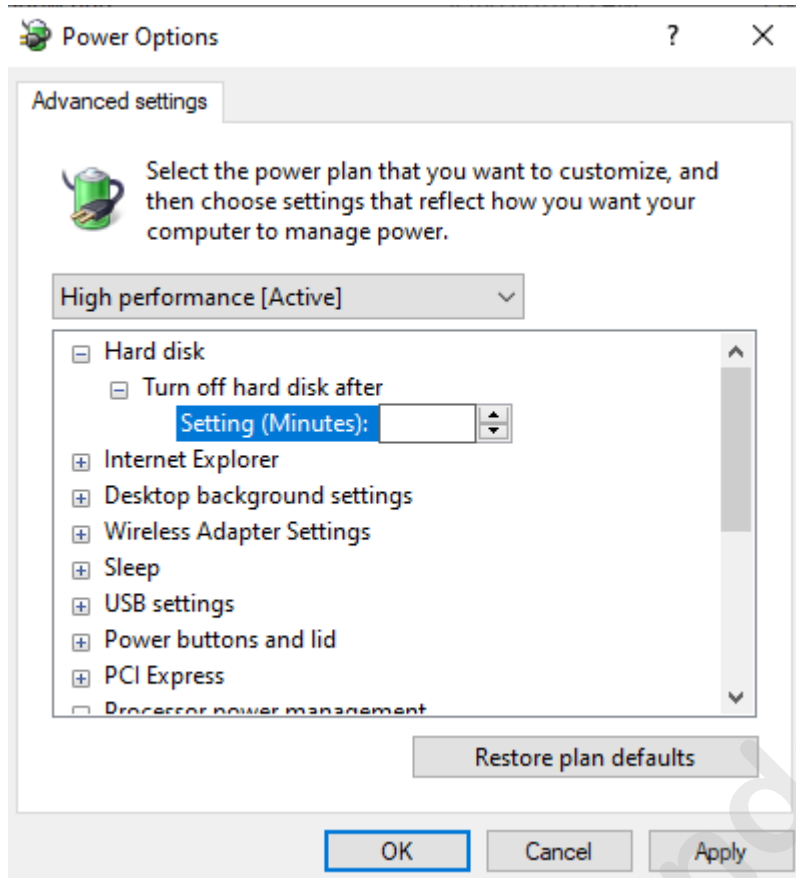 Power Options
?
Advanced settings
Select the power plan that you want to customize, and
then choose settings that reflect how you want your
computer to manage power.
High performance [Active]
Hard disk
Turn off hard disk after
Setting (Minutes):
Internet Explorer
Desktop background settings
Wireless Adapter Settings
Sleep
USB settings
Power buttons and lid
PCI Express
Processor power management
Restore plan defaults
OK Cancel Apply